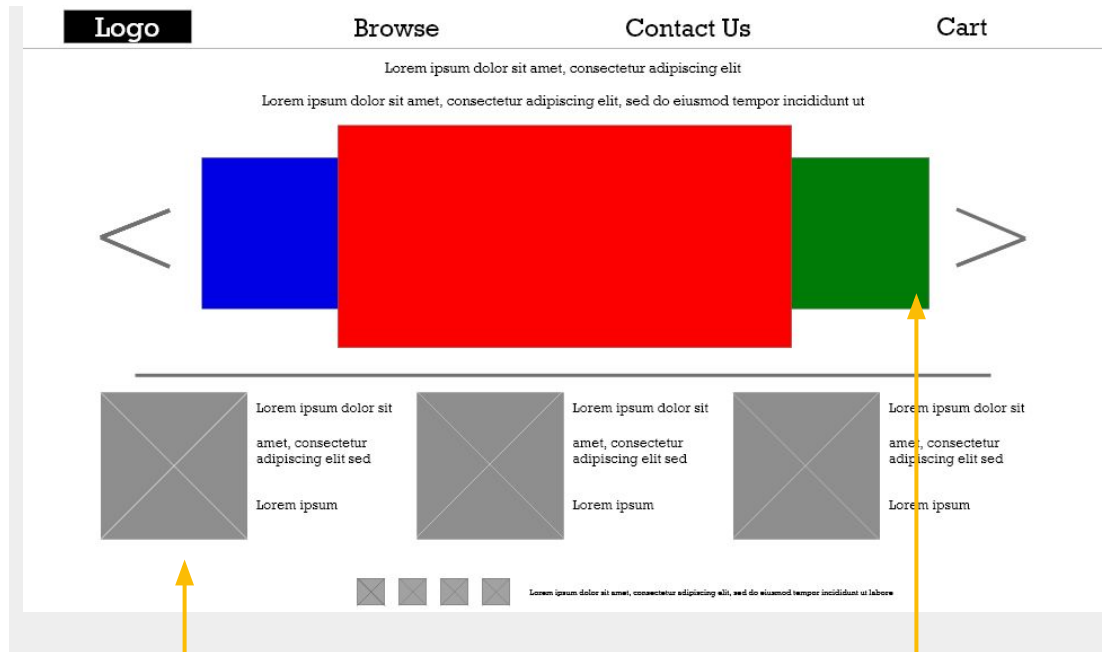 Logo
Browse
Contact Us
Cart
Lorem ipsum dolor sit amet, consectetur adipiscing elit
Lorem ipsum dolor sit amet, consectetur adipiscing elit, sed do eiusmod tempor incididunt ut
Lorem ipsum dolor sit
amet, consectetur
adipiscing elit sed
Lorem ipsum
Lorem ipsum dolor sit
amet, consectetur
adipiscing elit sed
Lorem ipsum
Lorem ipsum dolor sit
amet, consectetur
adipiscing elit sed
Lorem ipsum
Lorem ipsum dolor sit amet, consectetur adipiscing elit, sed do eiusmod tempor incididunt ut labore